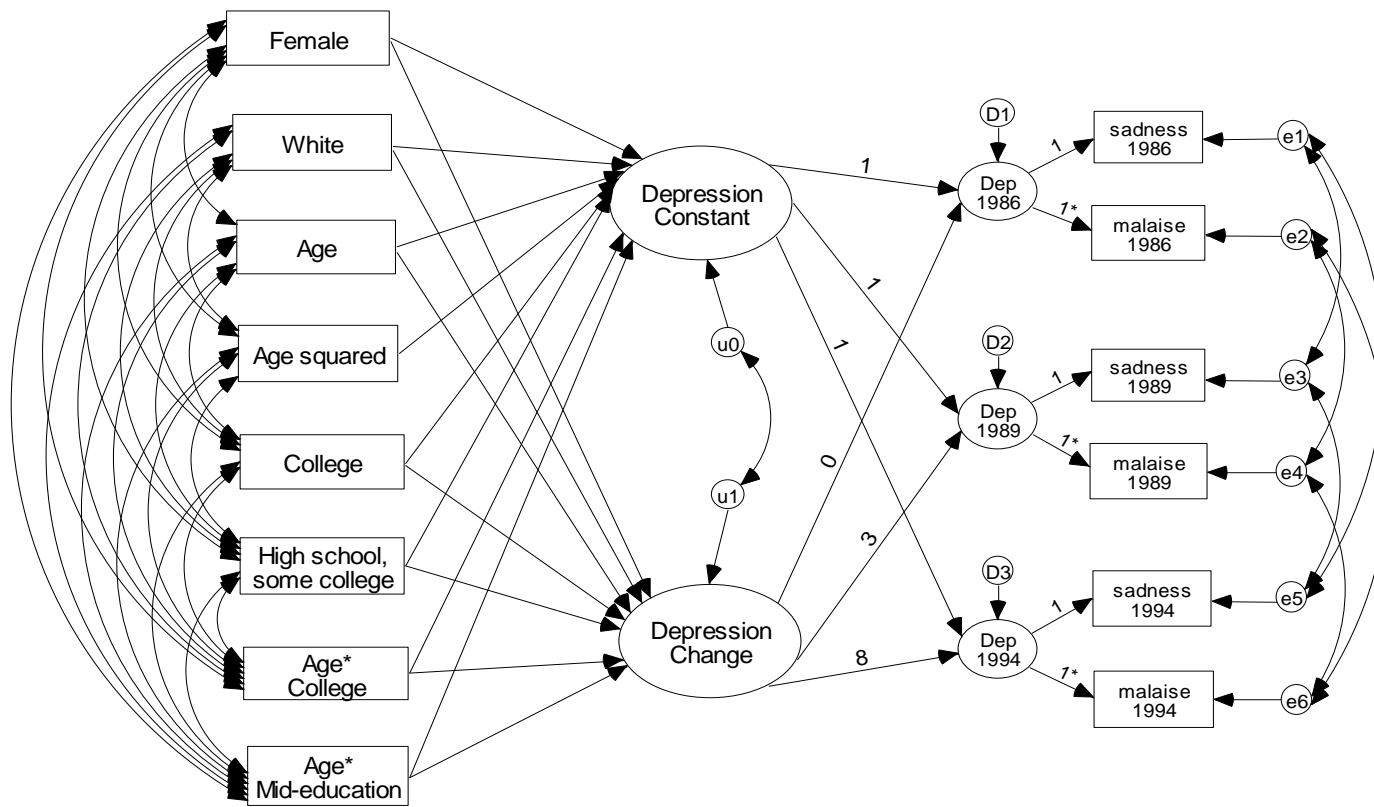 Female
White
Age
Age squared
College
High school,
some college
Age*
College
Age*
Mid-education
Depression
Constant
u0
u1
Depression
Change
1
1
1
0
3
8
D1
Dep
1986
1
1*
sadness
1986
malaise
1986
e1
e2
D2
Dep
1989
1
1*
sadness
1989
malaise
1989
e3
e4
D3
Dep
1994
1
1*
sadness
1994
malaise
1994
e5
e6